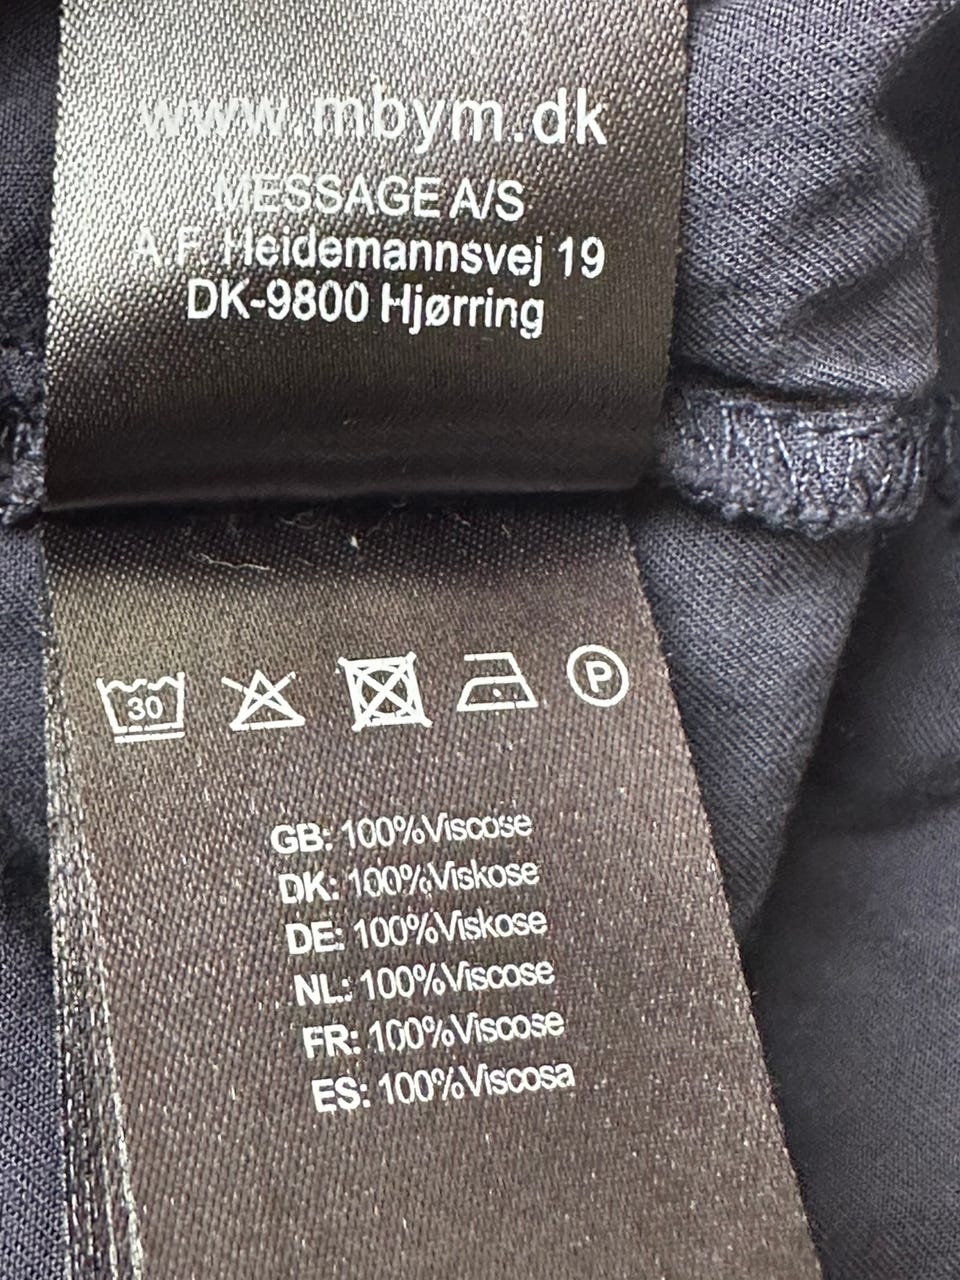 www.mbym.dk
MESSAGE A/S
A.F. Heidemannsvej 19
DK-9800 Hjørring
30
P
GB: 100%Viscose
DK: 100%Viskose
DE: 100%Viskose
NL: 100%Viscose
FR: 100%Viscose
ES: 100%Viscosa